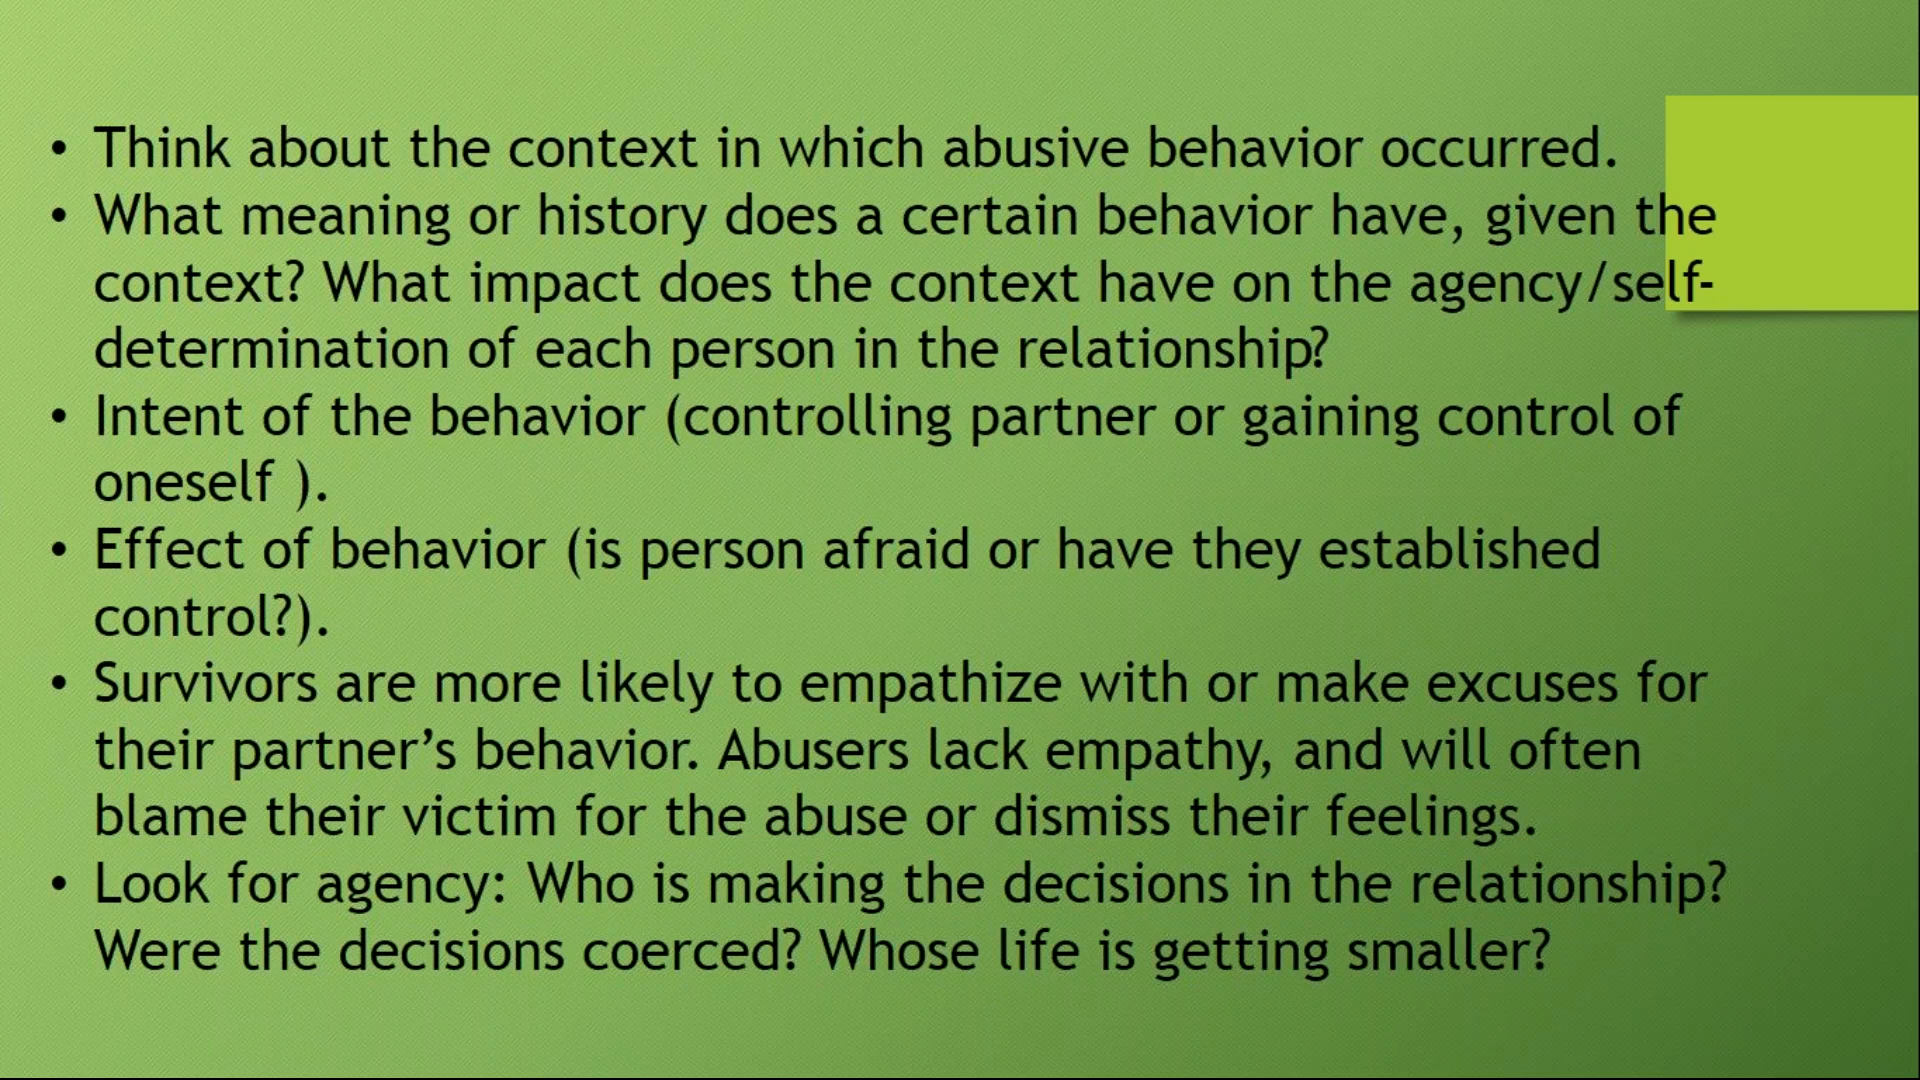 • Think about the context in which abusive behavior occurred.
• What meaning or history does a certain behavior have, given the
context? What impact does the context have on the agency/self-
determination of each person in the relationship?
• Intent of the behavior (controlling partner or gaining control of
oneself ).
• Effect of behavior (is person afraid or have they established
control?).
• Survivors are more likely to empathize with or make excuses for
their partner’s behavior. Abusers lack empathy, and will often
blame their victim for the abuse or dismiss their feelings.
• Look for agency: Who is making the decisions in the relationship?
Were the decisions coerced? Whose life is getting smaller?